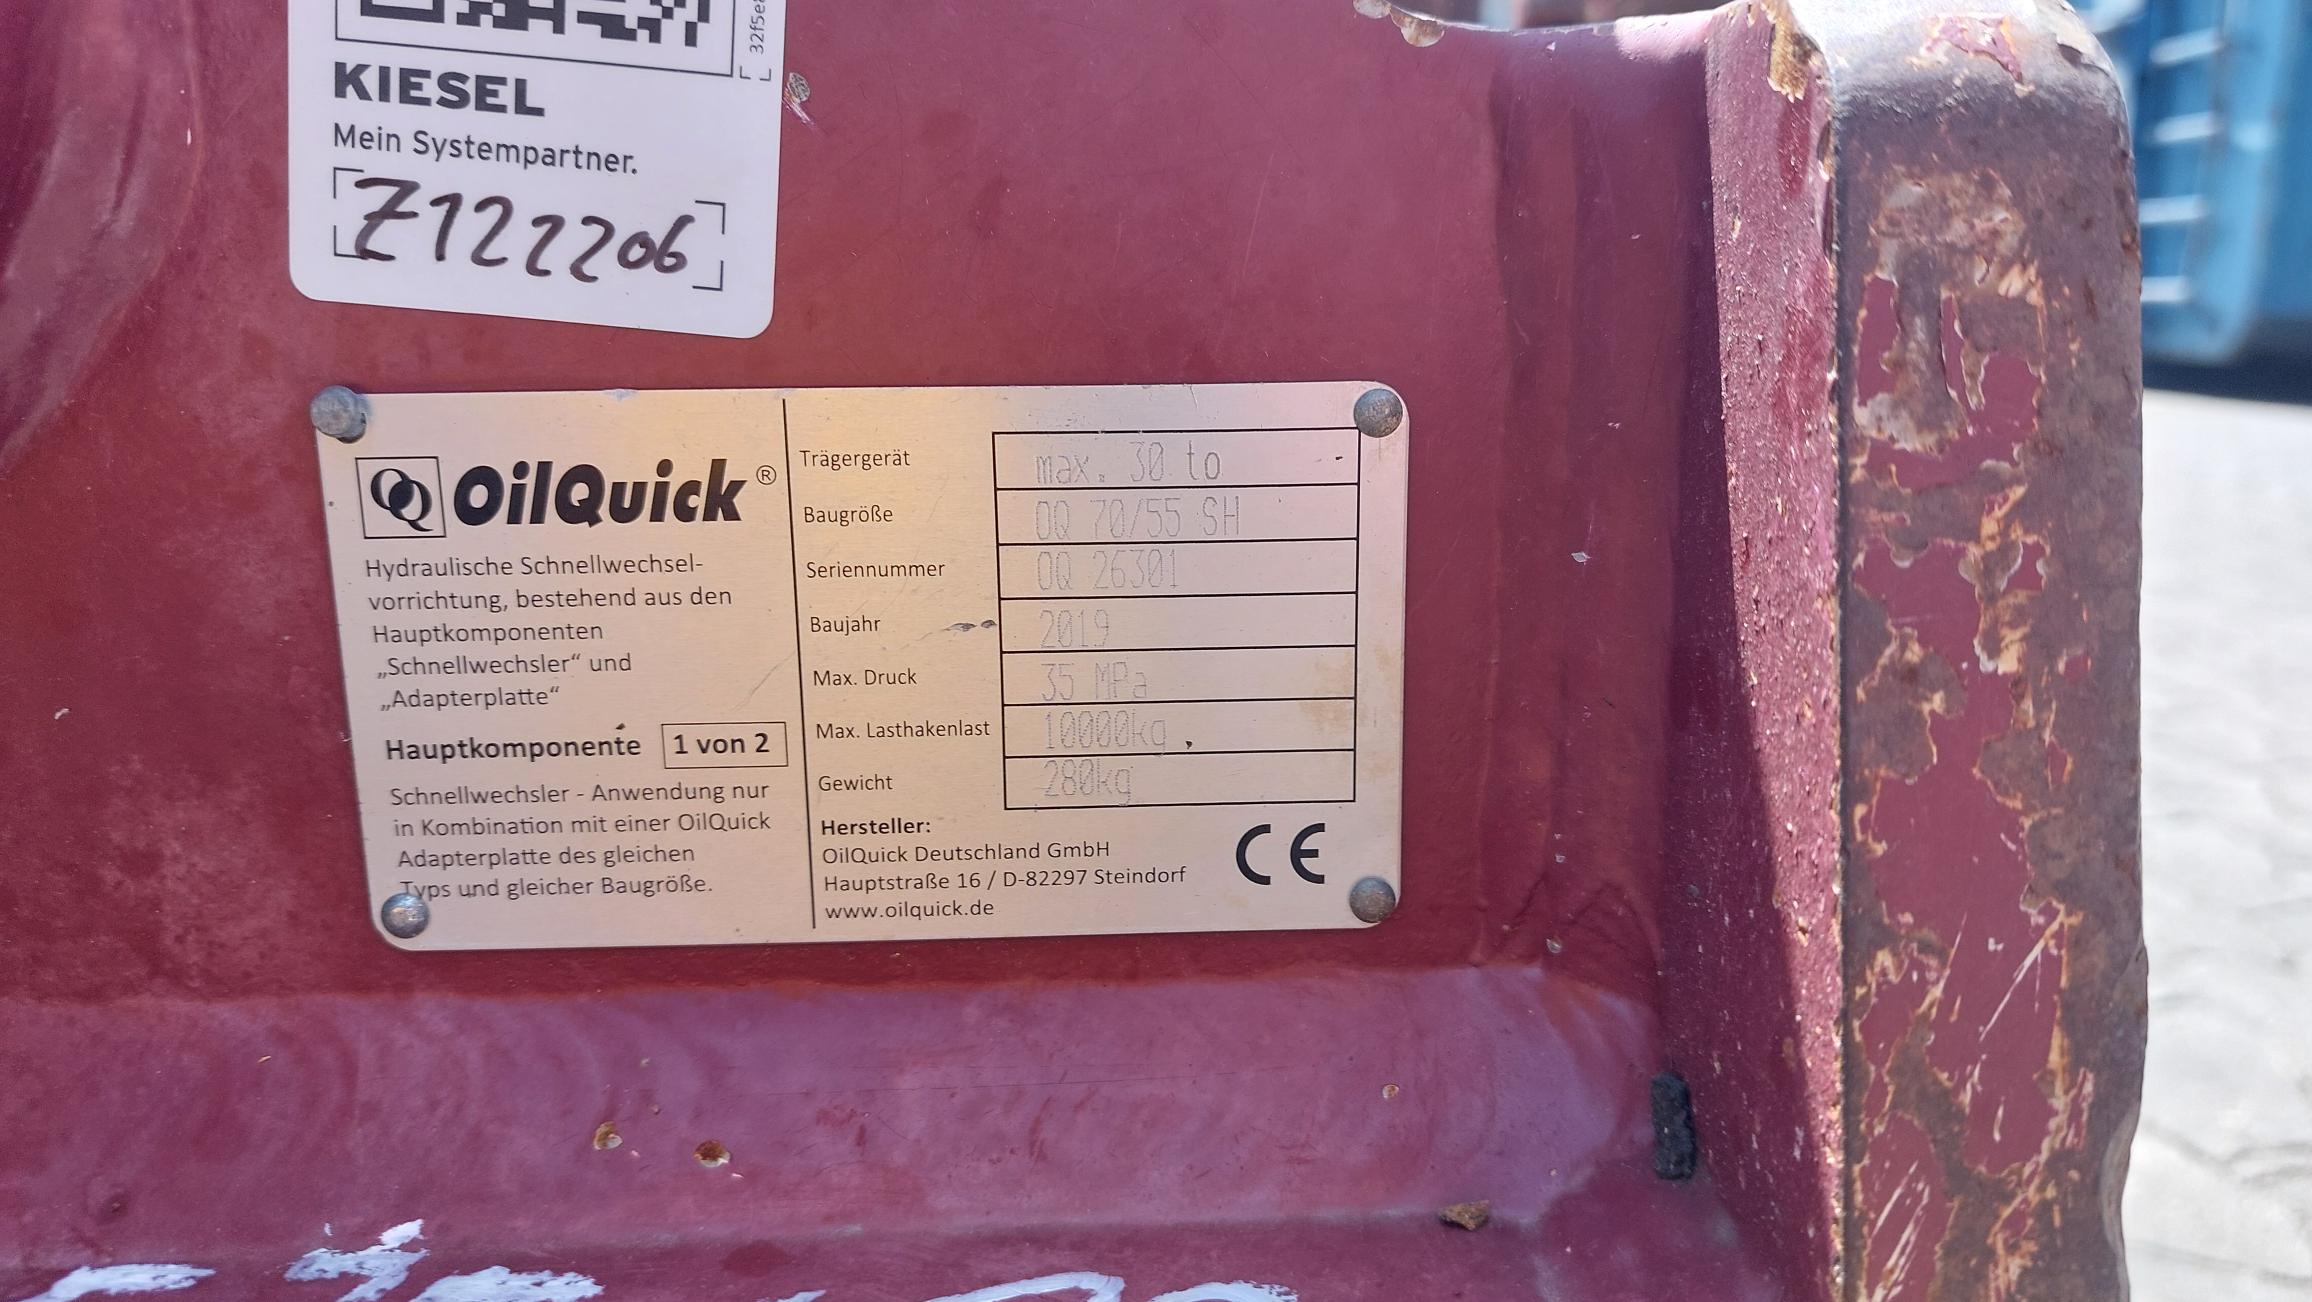 32f5e
KIESEL
Mein Systempartner.
Z122206
OilQuick®
Hydraulische Schnellwechsel-
vorrichtung, bestehend aus den
Hauptkomponenten
„Schnellwechsler“ und
„Adapterplatte“
Hauptkomponente 1 von 2
Schnellwechsler - Anwendung nur
in Kombination mit einer OilQuick
Adapterplatte des gleichen
Typs und gleicher Baugröße.
Trägergerät max. 30 to
Baugröße OQ 70/55 SH
Seriennummer OQ 26301
Baujahr 2019
Max. Druck 35 MPa
Max. Lasthakenlast 10000kg
Gewicht 280kg
Hersteller:
OilQuick Deutschland GmbH
Hauptstraße 16 / D-82297 Steindorf
www.oilquick.de
CE